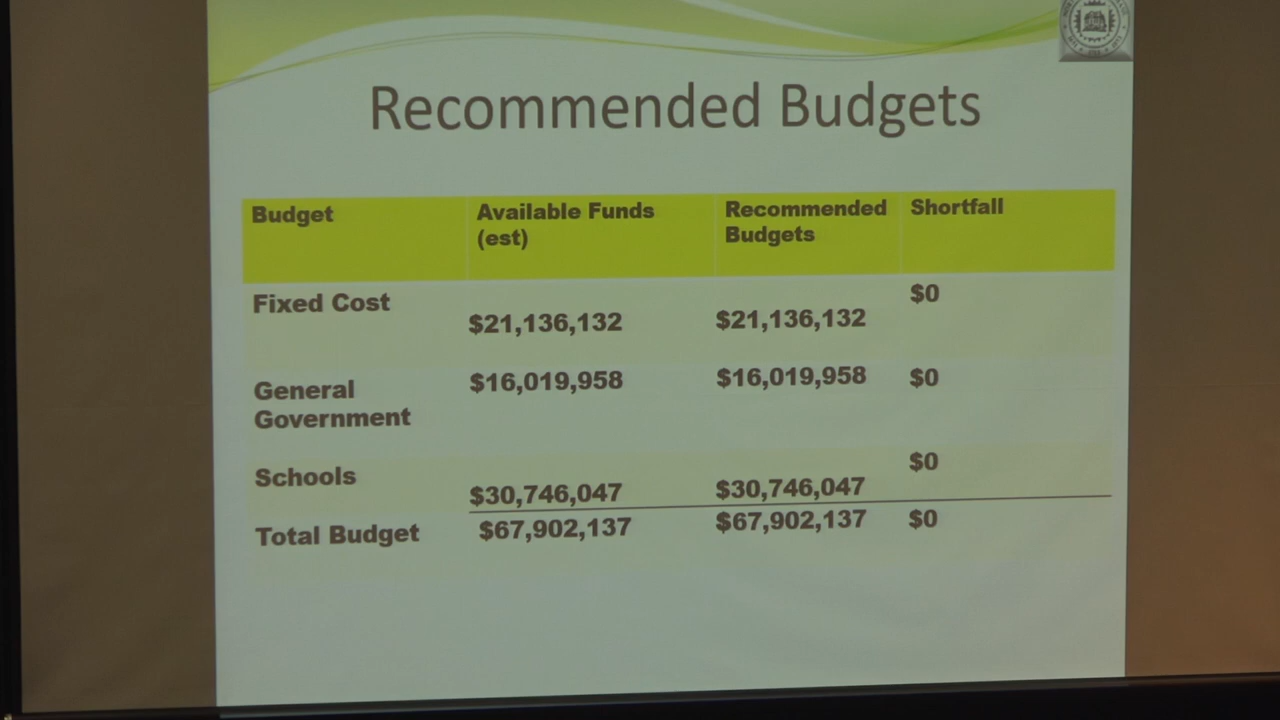 Recommended Budgets
Budget Available Funds (est) Recommended Budgets Shortfall
Fixed Cost $21,136,132 $21,136,132 $0
General Government $16,019,958 $16,019,958 $0
Schools $30,746,047 $30,746,047 $0
Total Budget $67,902,137 $67,902,137 $0